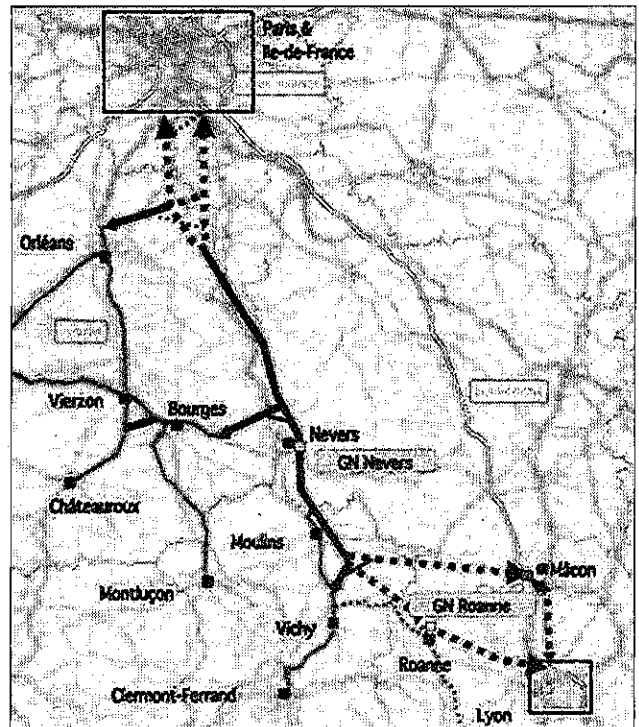 Paris &
Ile-de-France
Orléans
Vierzon
Bourges
Nevers
GN Nevers
Châteauroux
Moulins
Mâcon
Montluçon
GN Roanne
Vichy
Roanne
Clermont-Ferrand
Lyon